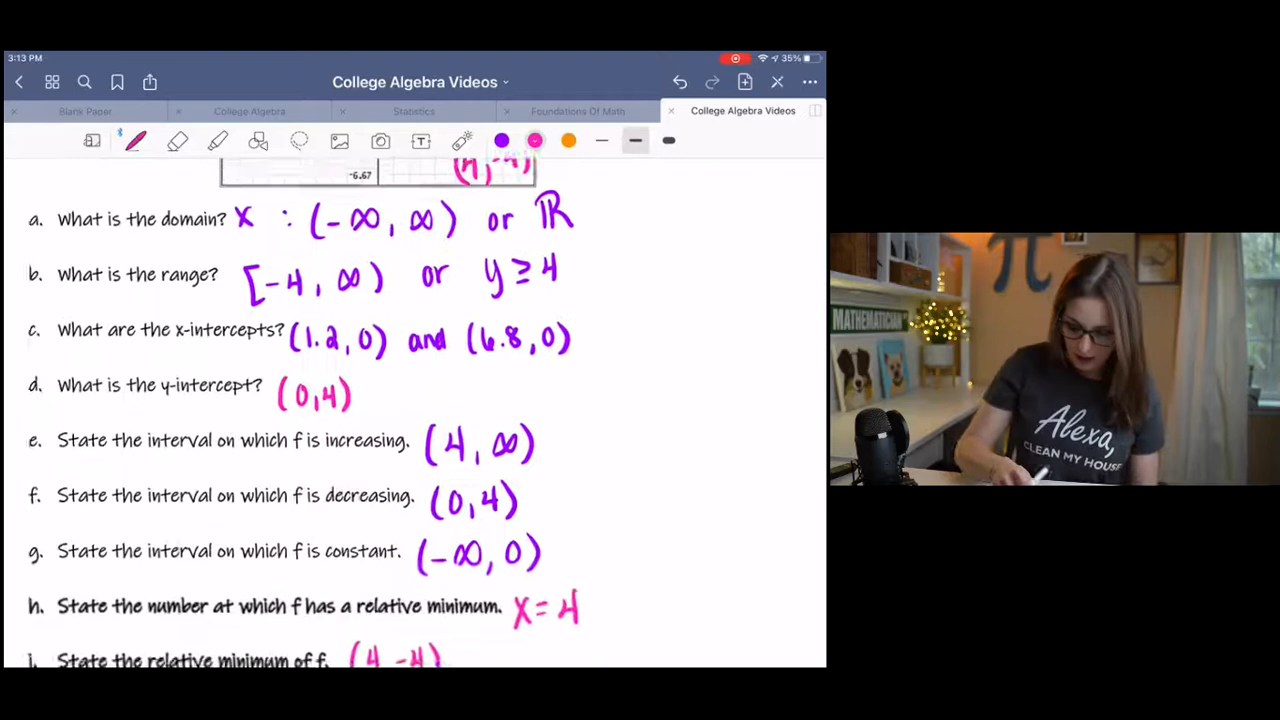 3:13 PM
35%
College Algebra Videos
Blank Paper
College Algebra
Statistics
Foundations Of Math
College Algebra Videos
T
-6.67
(4,-4)
a. What is the domain? x : (-∞, ∞) or ℝ
b. What is the range? [-4, ∞) or y ≥ 4
c. What are the x-intercepts? (1.2, 0) and (6.8, 0)
d. What is the y-intercept? (0,4)
e. State the interval on which f is increasing. (4, ∞)
f. State the interval on which f is decreasing. (0,4)
g. State the interval on which f is constant. (-∞, 0)
h. State the number at which f has a relative minimum. x = 4
i. State the relative minimum of f. (4 -4)
MATHEMATICIAN
Alexa,
CLEAN MY HOUSE